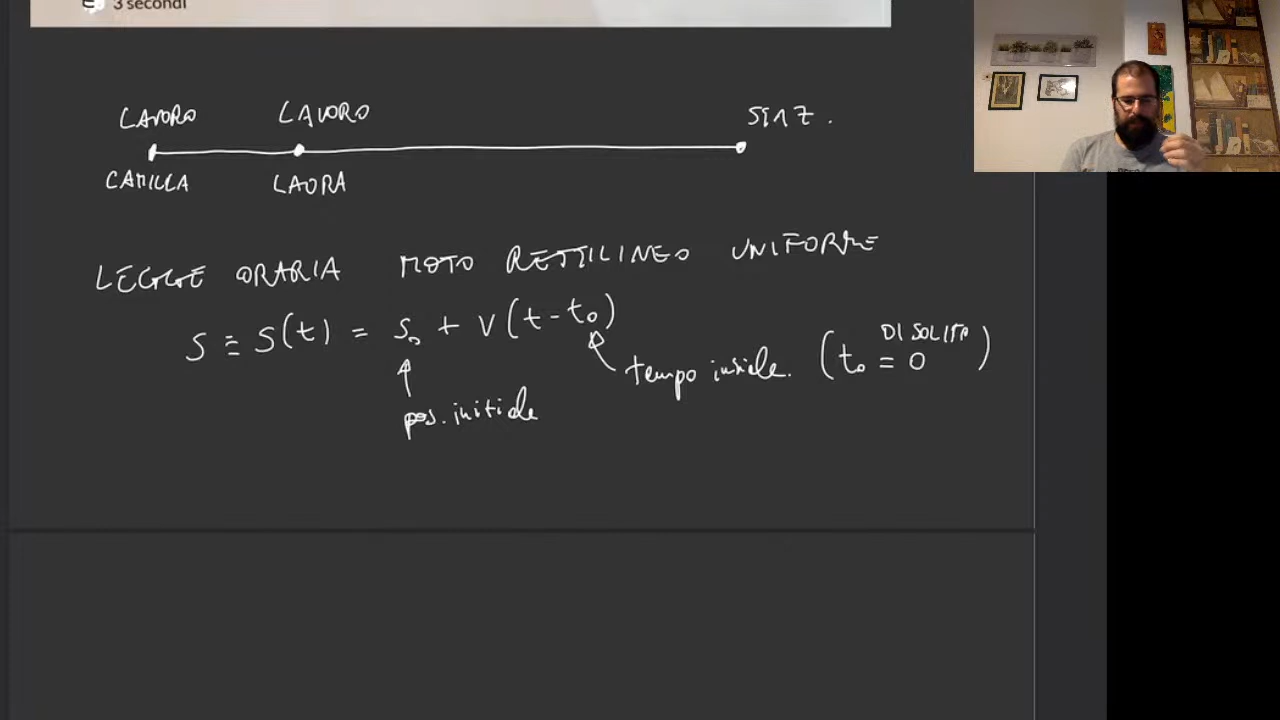 3 secondi
LAVORO LAVORO STAZ.
CAMILLA LAURA
LEGGE ORARIA MOTO RETTILINEO UNIFORME
S ≡ S(t) = S₀ + V(t - t₀)
DI SOLITO
tempo iniziale. (t₀ = 0)
pos. iniziale